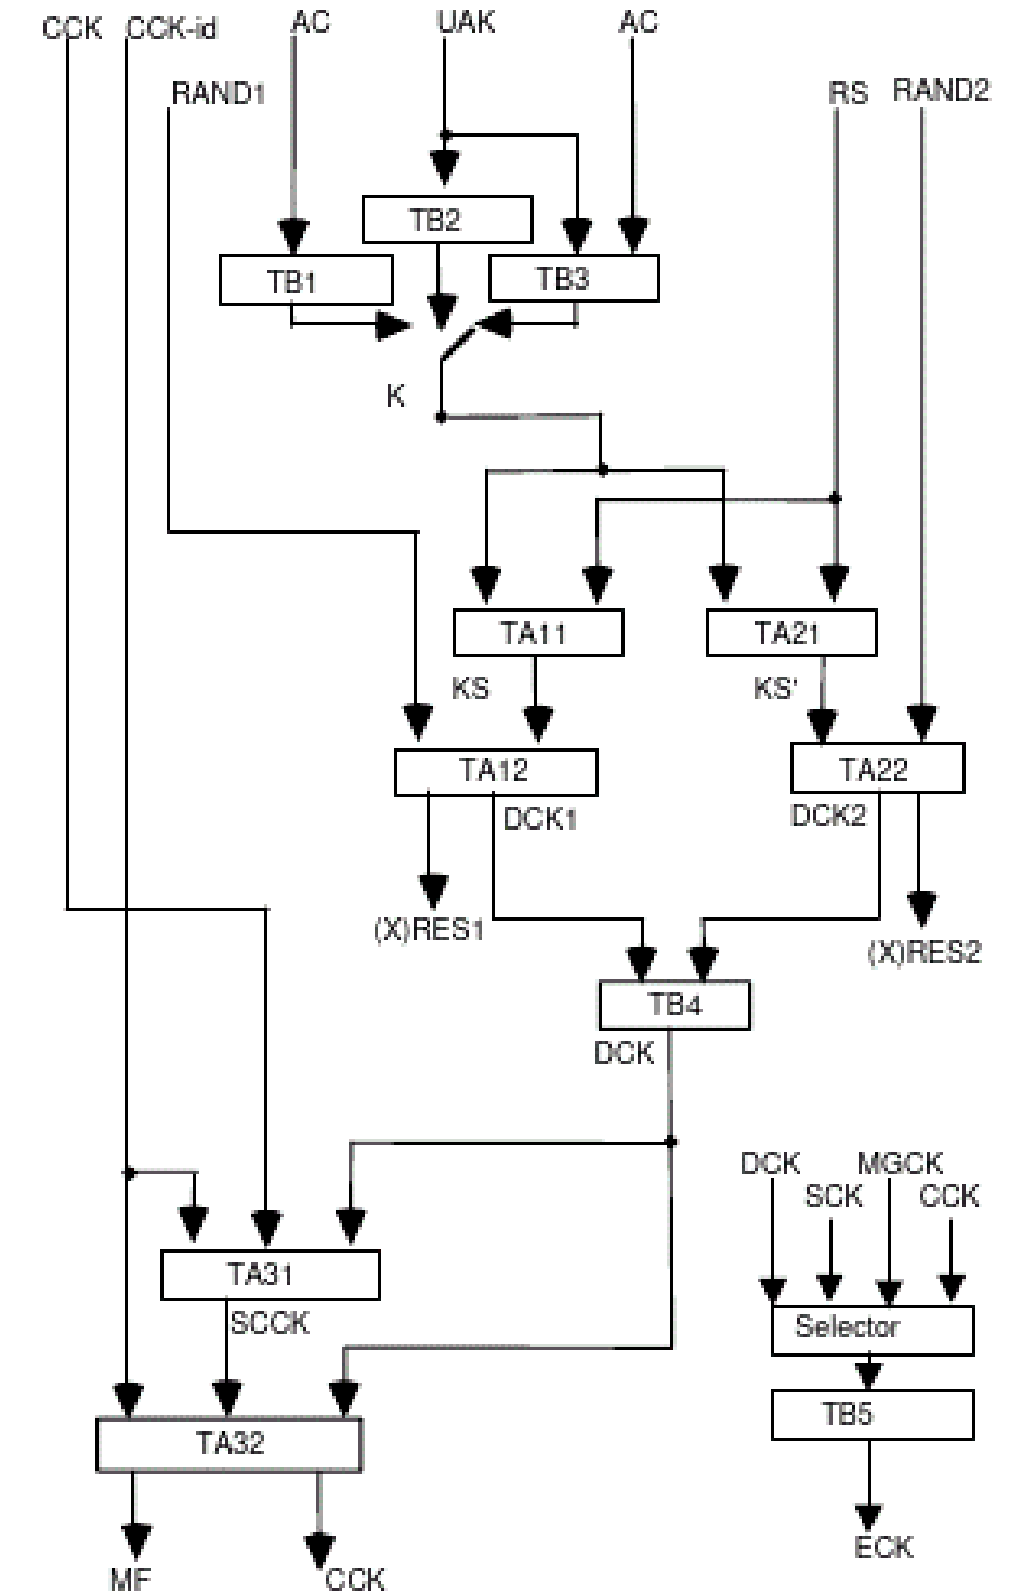 CCK CCK-id AC UAK AC
RAND1 RS RAND2
TB2
TB1 TB3
K
TA11 TA21
KS KS'
TA12 TA22
DCK1 DCK2
(X)RES1
(X)RES2
TB4
DCK
DCK MGCK
SCK CCK
TA31
SCCK
Selector
TB5
TA32
ECK
MF CCK